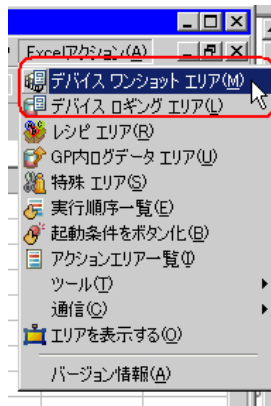 Excelアクション(A)
デバイス ワンショット エリア(M)
デバイス ロギング エリア(L)
レシピ エリア(R)
GP内ログデータ エリア(U)
特殊 エリア(S)
実行順序一覧(E)
起動条件をボタン化(B)
アクションエリア一覧(I)
ツール(T)
通信(C)
エリアを表示する(O)
バージョン情報(A)